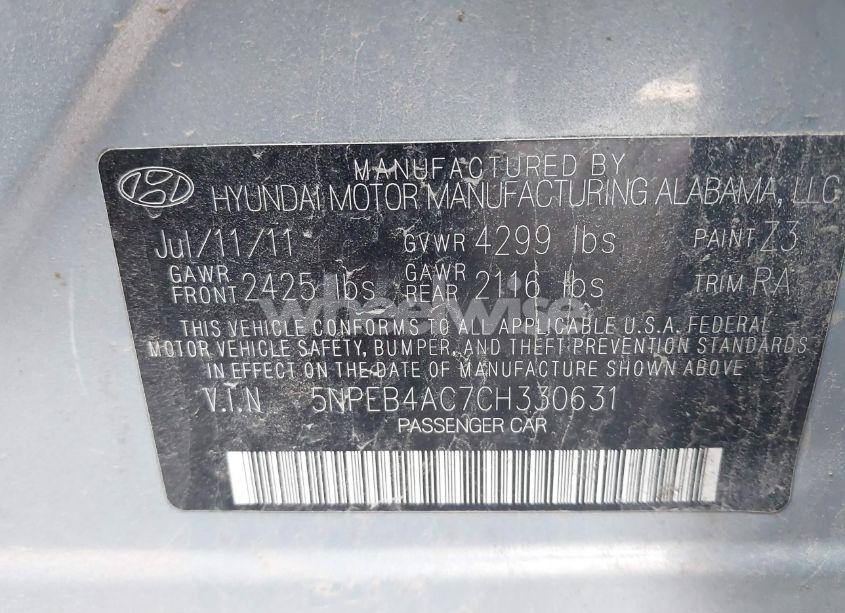 MANUFACTURED BY
HYUNDAI MOTOR MANUFACTURING ALABAMA, LLC
Jul/11/11 GVWR 4299 lbs PAINT Z3
GAWR FRONT 2425 lbs GAWR REAR 2116 lbs TRIM RA
wheelwise
THIS VEHICLE CONFORMS TO ALL APPLICABLE U.S.A. FEDERAL
MOTOR VEHICLE SAFETY, BUMPER, AND THEFT PREVENTION STANDARDS
IN EFFECT ON THE DATE OF MANUFACTURE SHOWN ABOVE
V.I.N 5NPEB4AC7CH330631
PASSENGER CAR